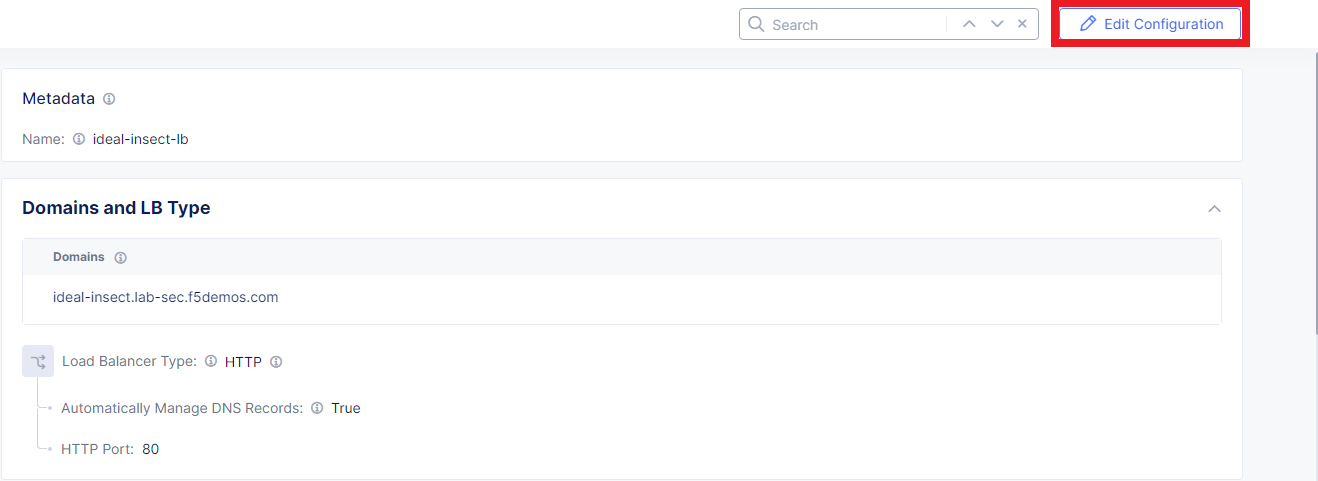 Search
Edit Configuration
Metadata
Name: ideal-insect-lb
Domains and LB Type
Domains
ideal-insect.lab-sec.f5demos.com
Load Balancer Type: HTTP
Automatically Manage DNS Records: True
HTTP Port: 80